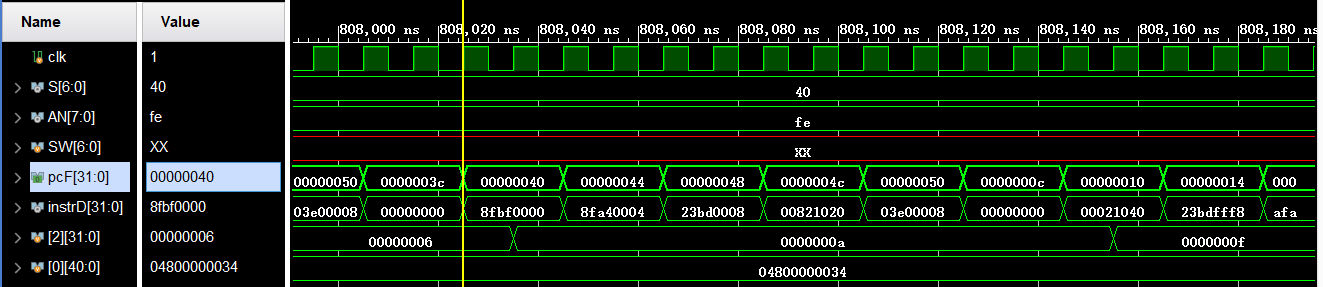 Name Value
808,000 ns 808,020 ns 808,040 ns 808,060 ns 808,080 ns 808,100 ns 808,120 ns 808,140 ns 808,160 ns 808,180 ns
clk 1
S[6:0] 40 40
AN[7:0] fe fe
SW[6:0] XX XX
pcF[31:0] 00000040 00000050 0000003c 00000040 00000044 00000048 0000004c 00000050 0000000c 00000010 00000014 000
instrD[31:0] 8fbf0000 03e00008 00000000 8fbf0000 8fa40004 23bd0008 00821020 03e00008 00000000 00021040 23bdfff8 afa
[2][31:0] 00000006 00000006 0000000a 0000000f
[0][40:0] 04800000034 04800000034